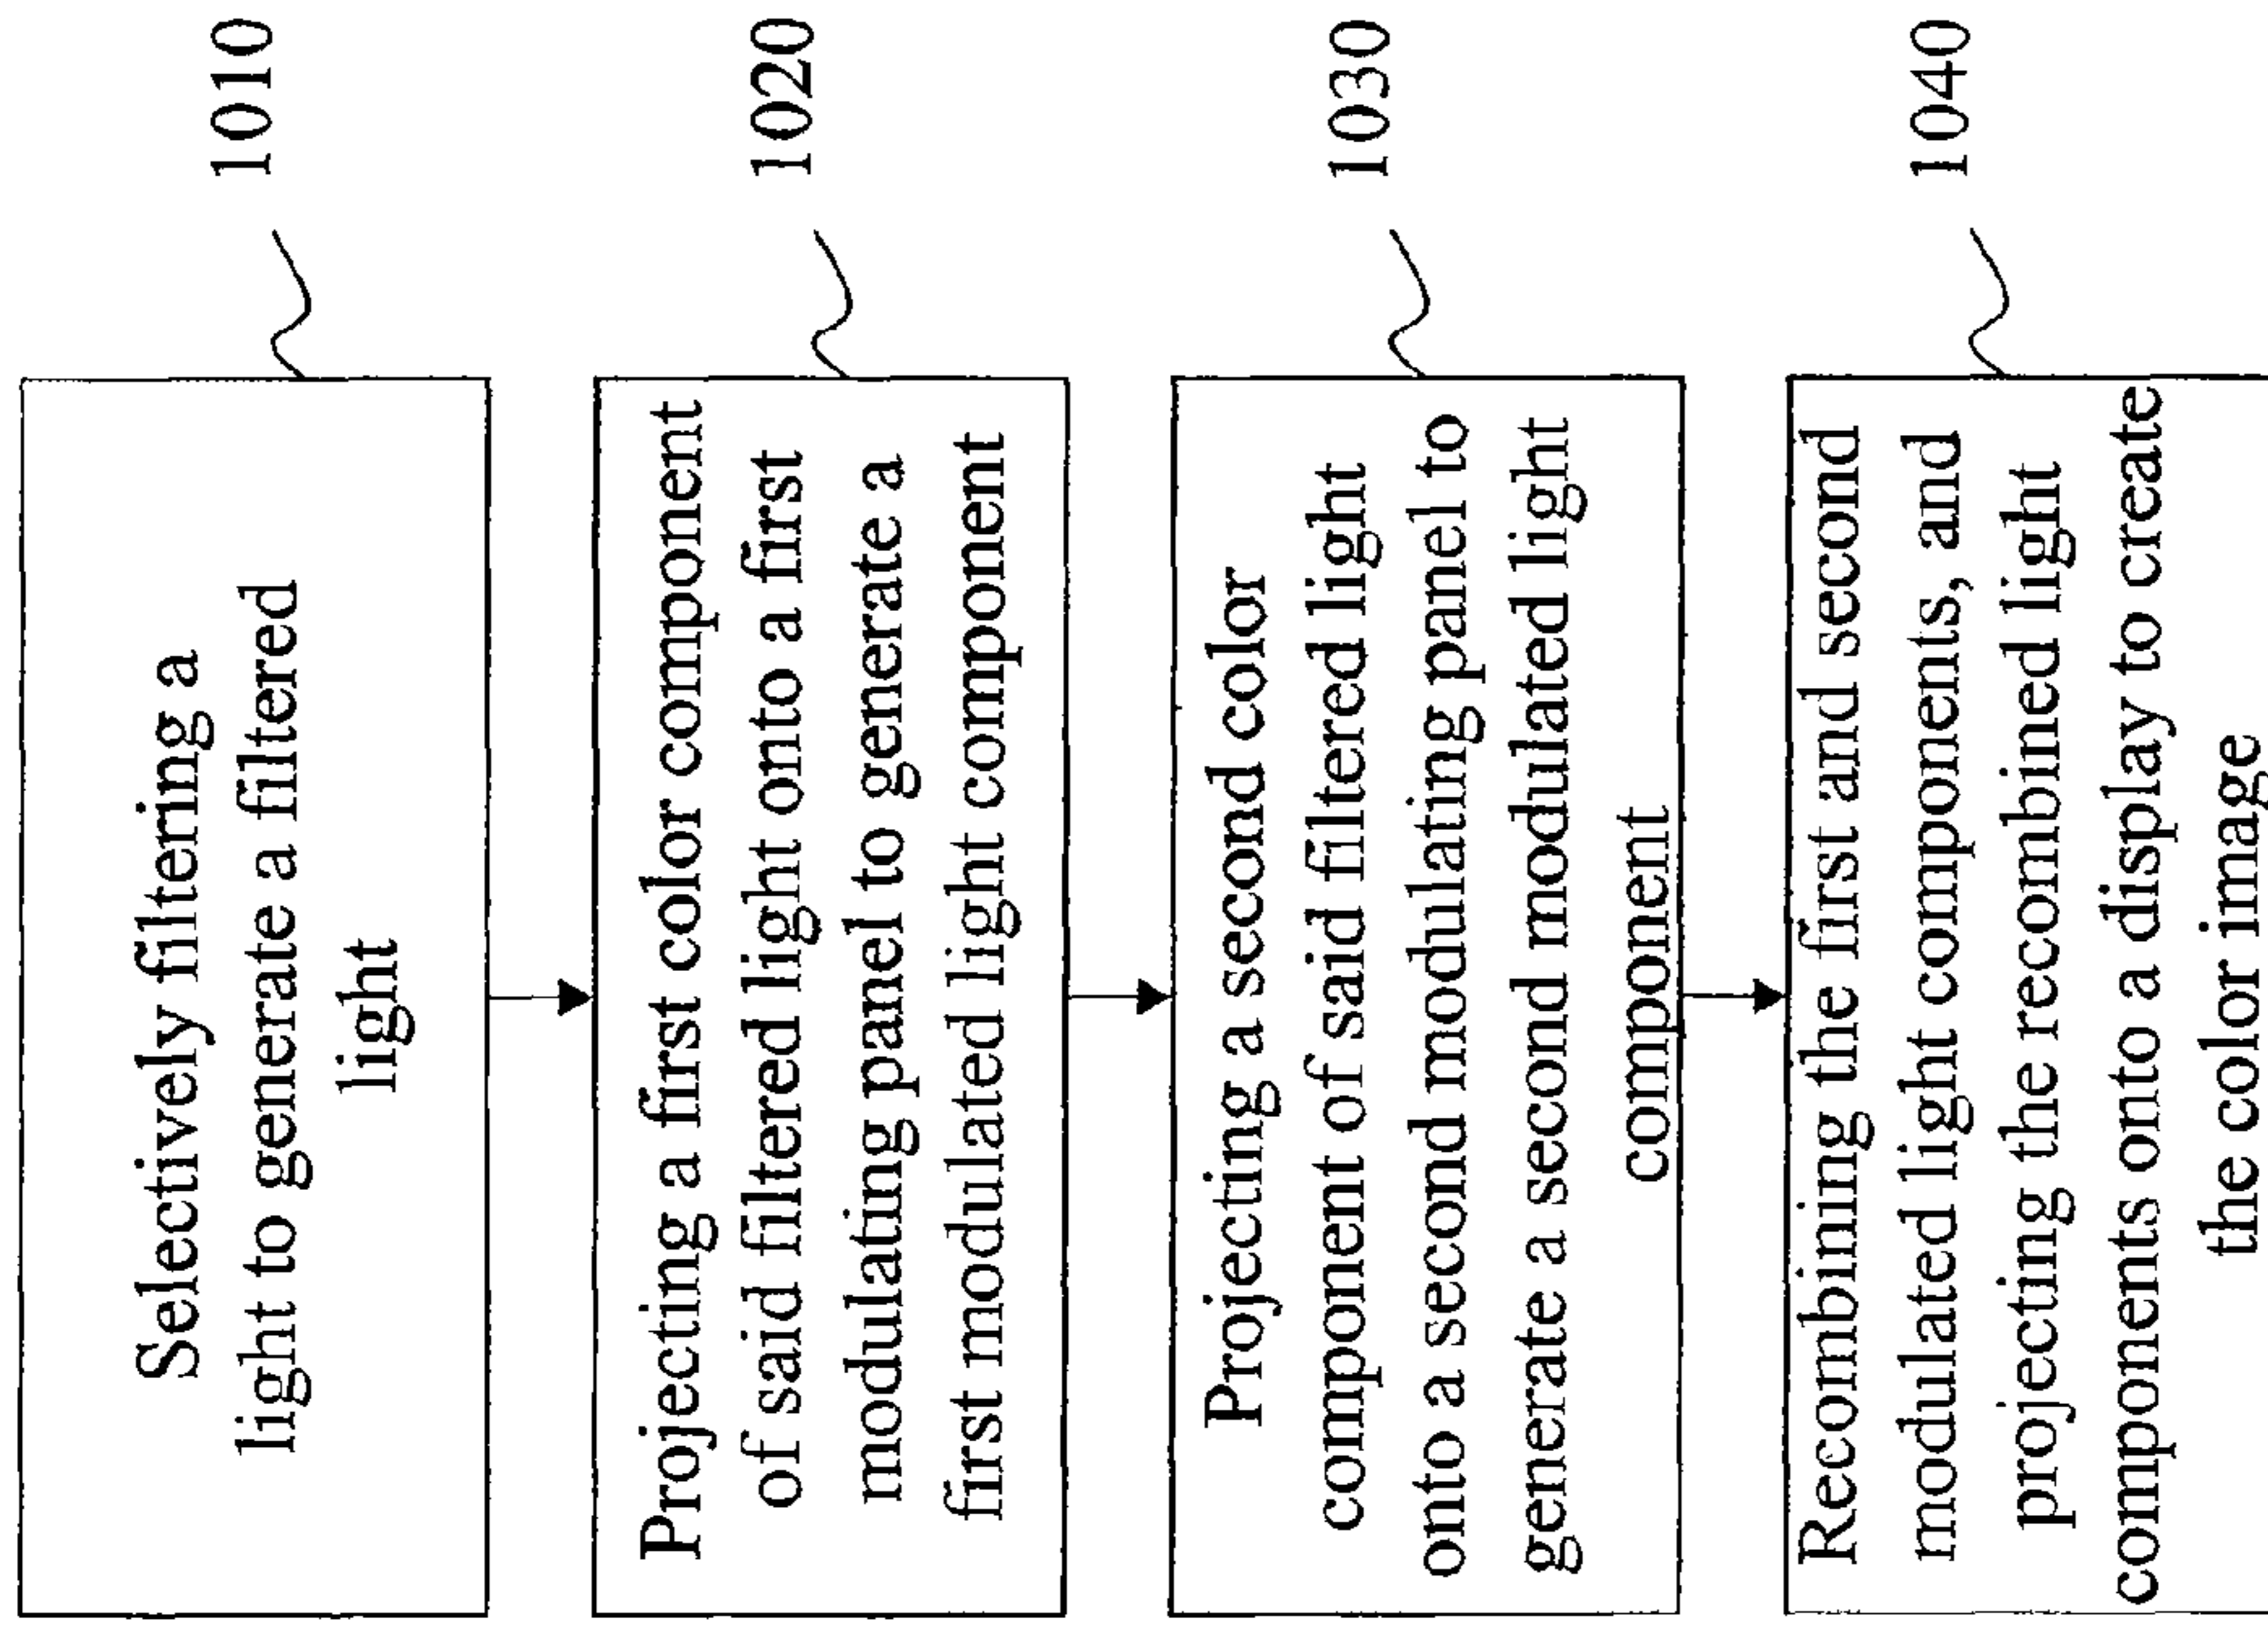 Selectively filtering a
light to generate a filtered
light
1010
Projecting a first color component
of said filtered light onto a first
modulating panel to generate a
first modulated light component
1020
Projecting a second color
component of said filtered light
onto a second modulating panel to
generate a second modulated light
component
1030
Recombining the first and second
modulated light components, and
projecting the recombined light
components onto a display to create
the color image
1040